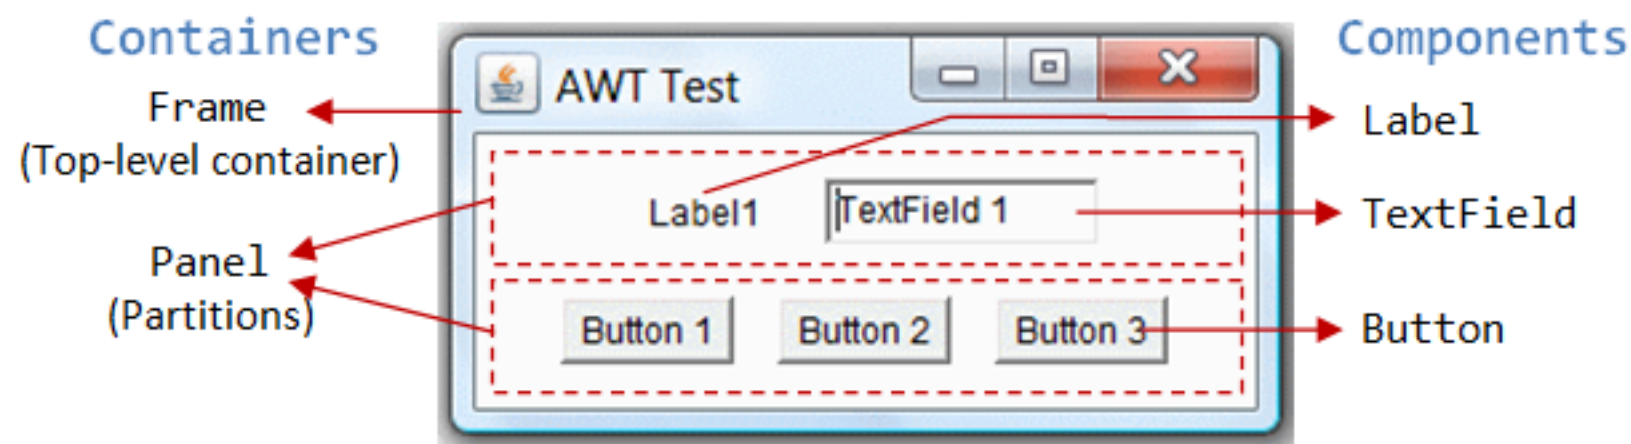 Containers
Components
AWT Test
Frame
(Top-level container)
Label
Label1
TextField 1
TextField
Panel
(Partitions)
Button 1
Button 2
Button 3
Button